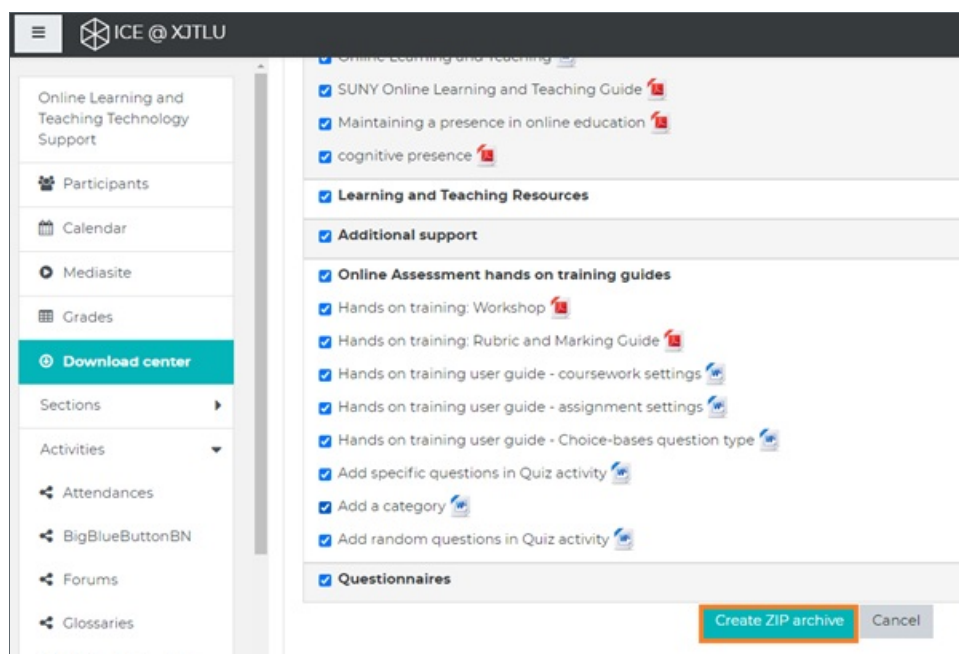 ICE @ XJTLU
Online Learning and
Teaching Technology
Support
Participants
Calendar
Mediasite
Grades
Download center
Sections
Activities
Attendances
BigBlueButtonBN
Forums
Glossaries
Online Learning and Teaching
SUNY Online Learning and Teaching Guide
Maintaining a presence in online education
cognitive presence
Learning and Teaching Resources
Additional support
Online Assessment hands on training guides
Hands on training: Workshop
Hands on training: Rubric and Marking Guide
Hands on training user guide - coursework settings
Hands on training user guide - assignment settings
Hands on training user guide - Choice-bases question type
Add specific questions in Quiz activity
Add a category
Add random questions in Quiz activity
Questionnaires
Create ZIP archive
Cancel